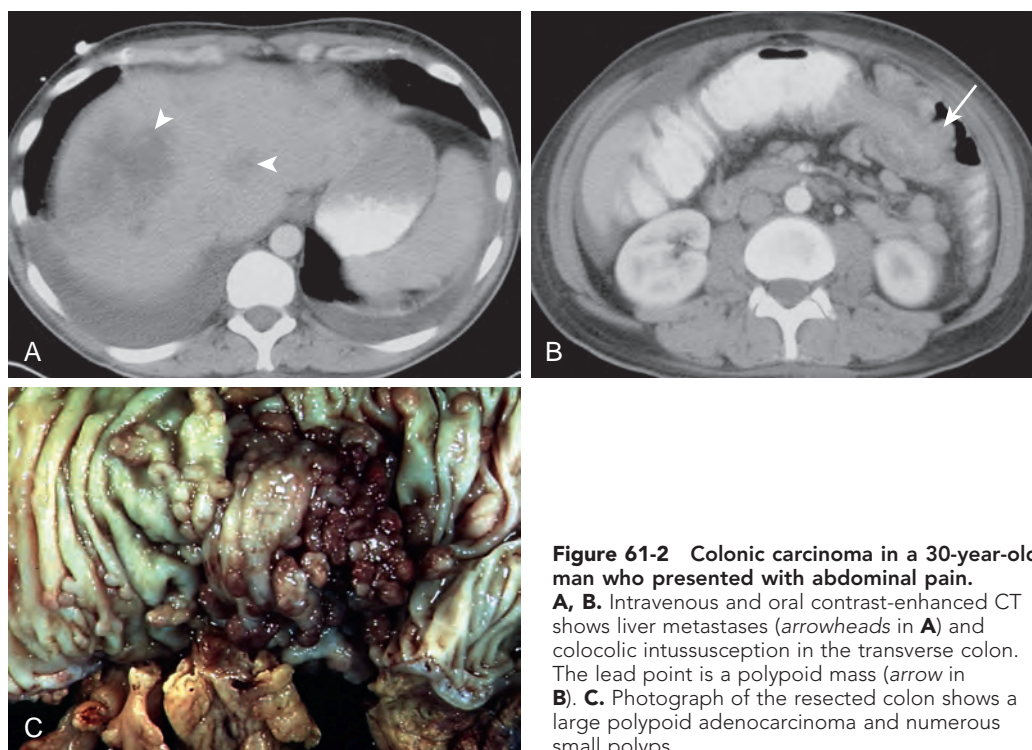 A
B
C
Figure 61-2 Colonic carcinoma in a 30-year-old
man who presented with abdominal pain.
A, B. Intravenous and oral contrast-enhanced CT
shows liver metastases (arrowheads in A) and
colocolic intussusception in the transverse colon.
The lead point is a polypoid mass (arrow in
B). C. Photograph of the resected colon shows a
large polypoid adenocarcinoma and numerous
small polyps.